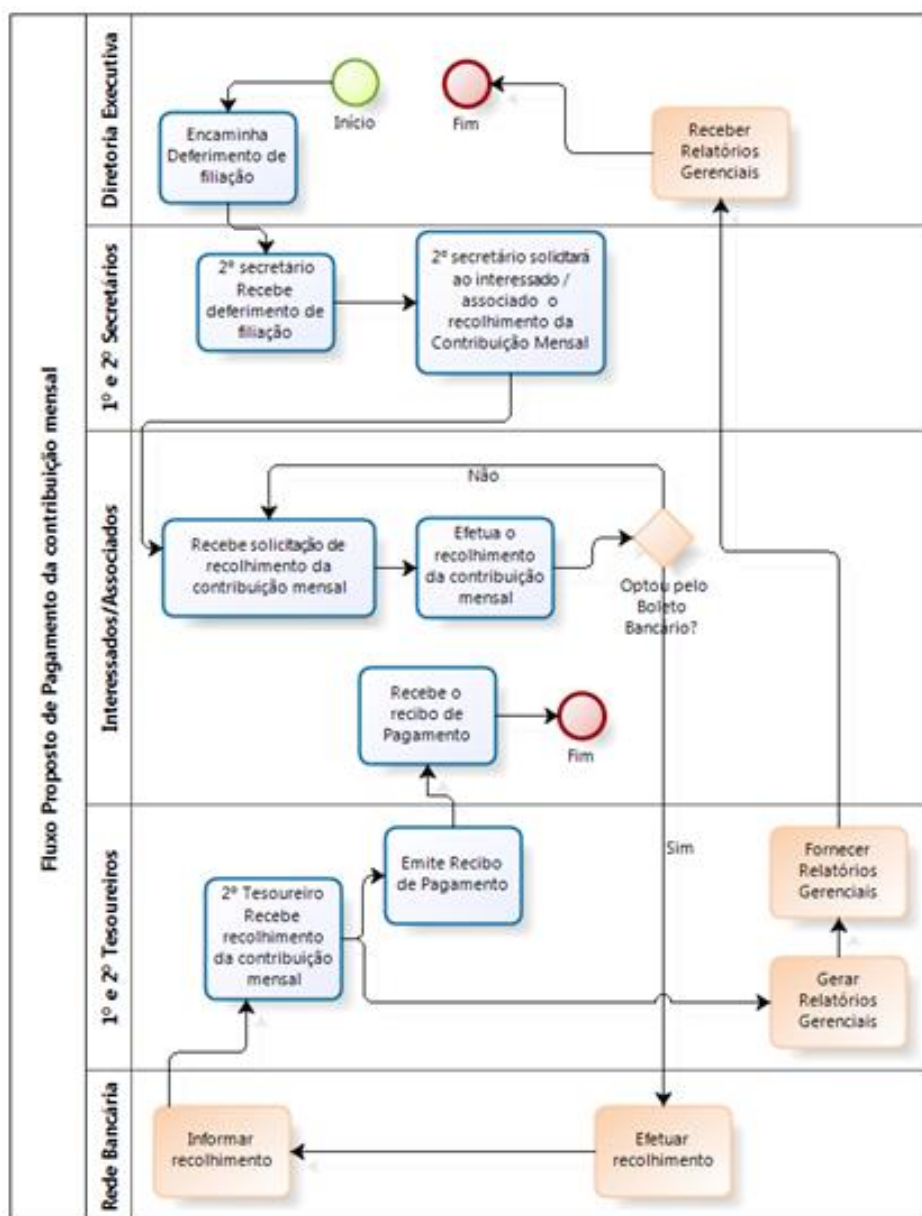 Fluxo Proposto de Pagamento da contribuição mensal
Diretoria Executiva
Início
Fim
Encaminha
Deferimento de
filiação
Receber
Relatórios
Gerenciais
1º e 2º Secretários
2º secretário
Recebe
deferimento de
filiação
2º secretário solicitará
ao interessado /
associado o
recolhimento da
Contribuição Mensal
Interessados/Associados
Não
Recebe solicitação de
recolhimento da
contribuição mensal
Efetua o
recolhimento
da contribuição
mensal
Optou pelo
Boleto
Bancário?
Recebe o
recibo de
Pagamento
Fim
1º e 2º Tesoureiros
Sim
2º Tesoureiro
Recebe
recolhimento
da contribuição
mensal
Emite Recibo
de Pagamento
Fornecer
Relatórios
Gerenciais
Gerar
Relatórios
Gerenciais
Rede Bancária
Informar
recolhimento
Efetuar
recolhimento